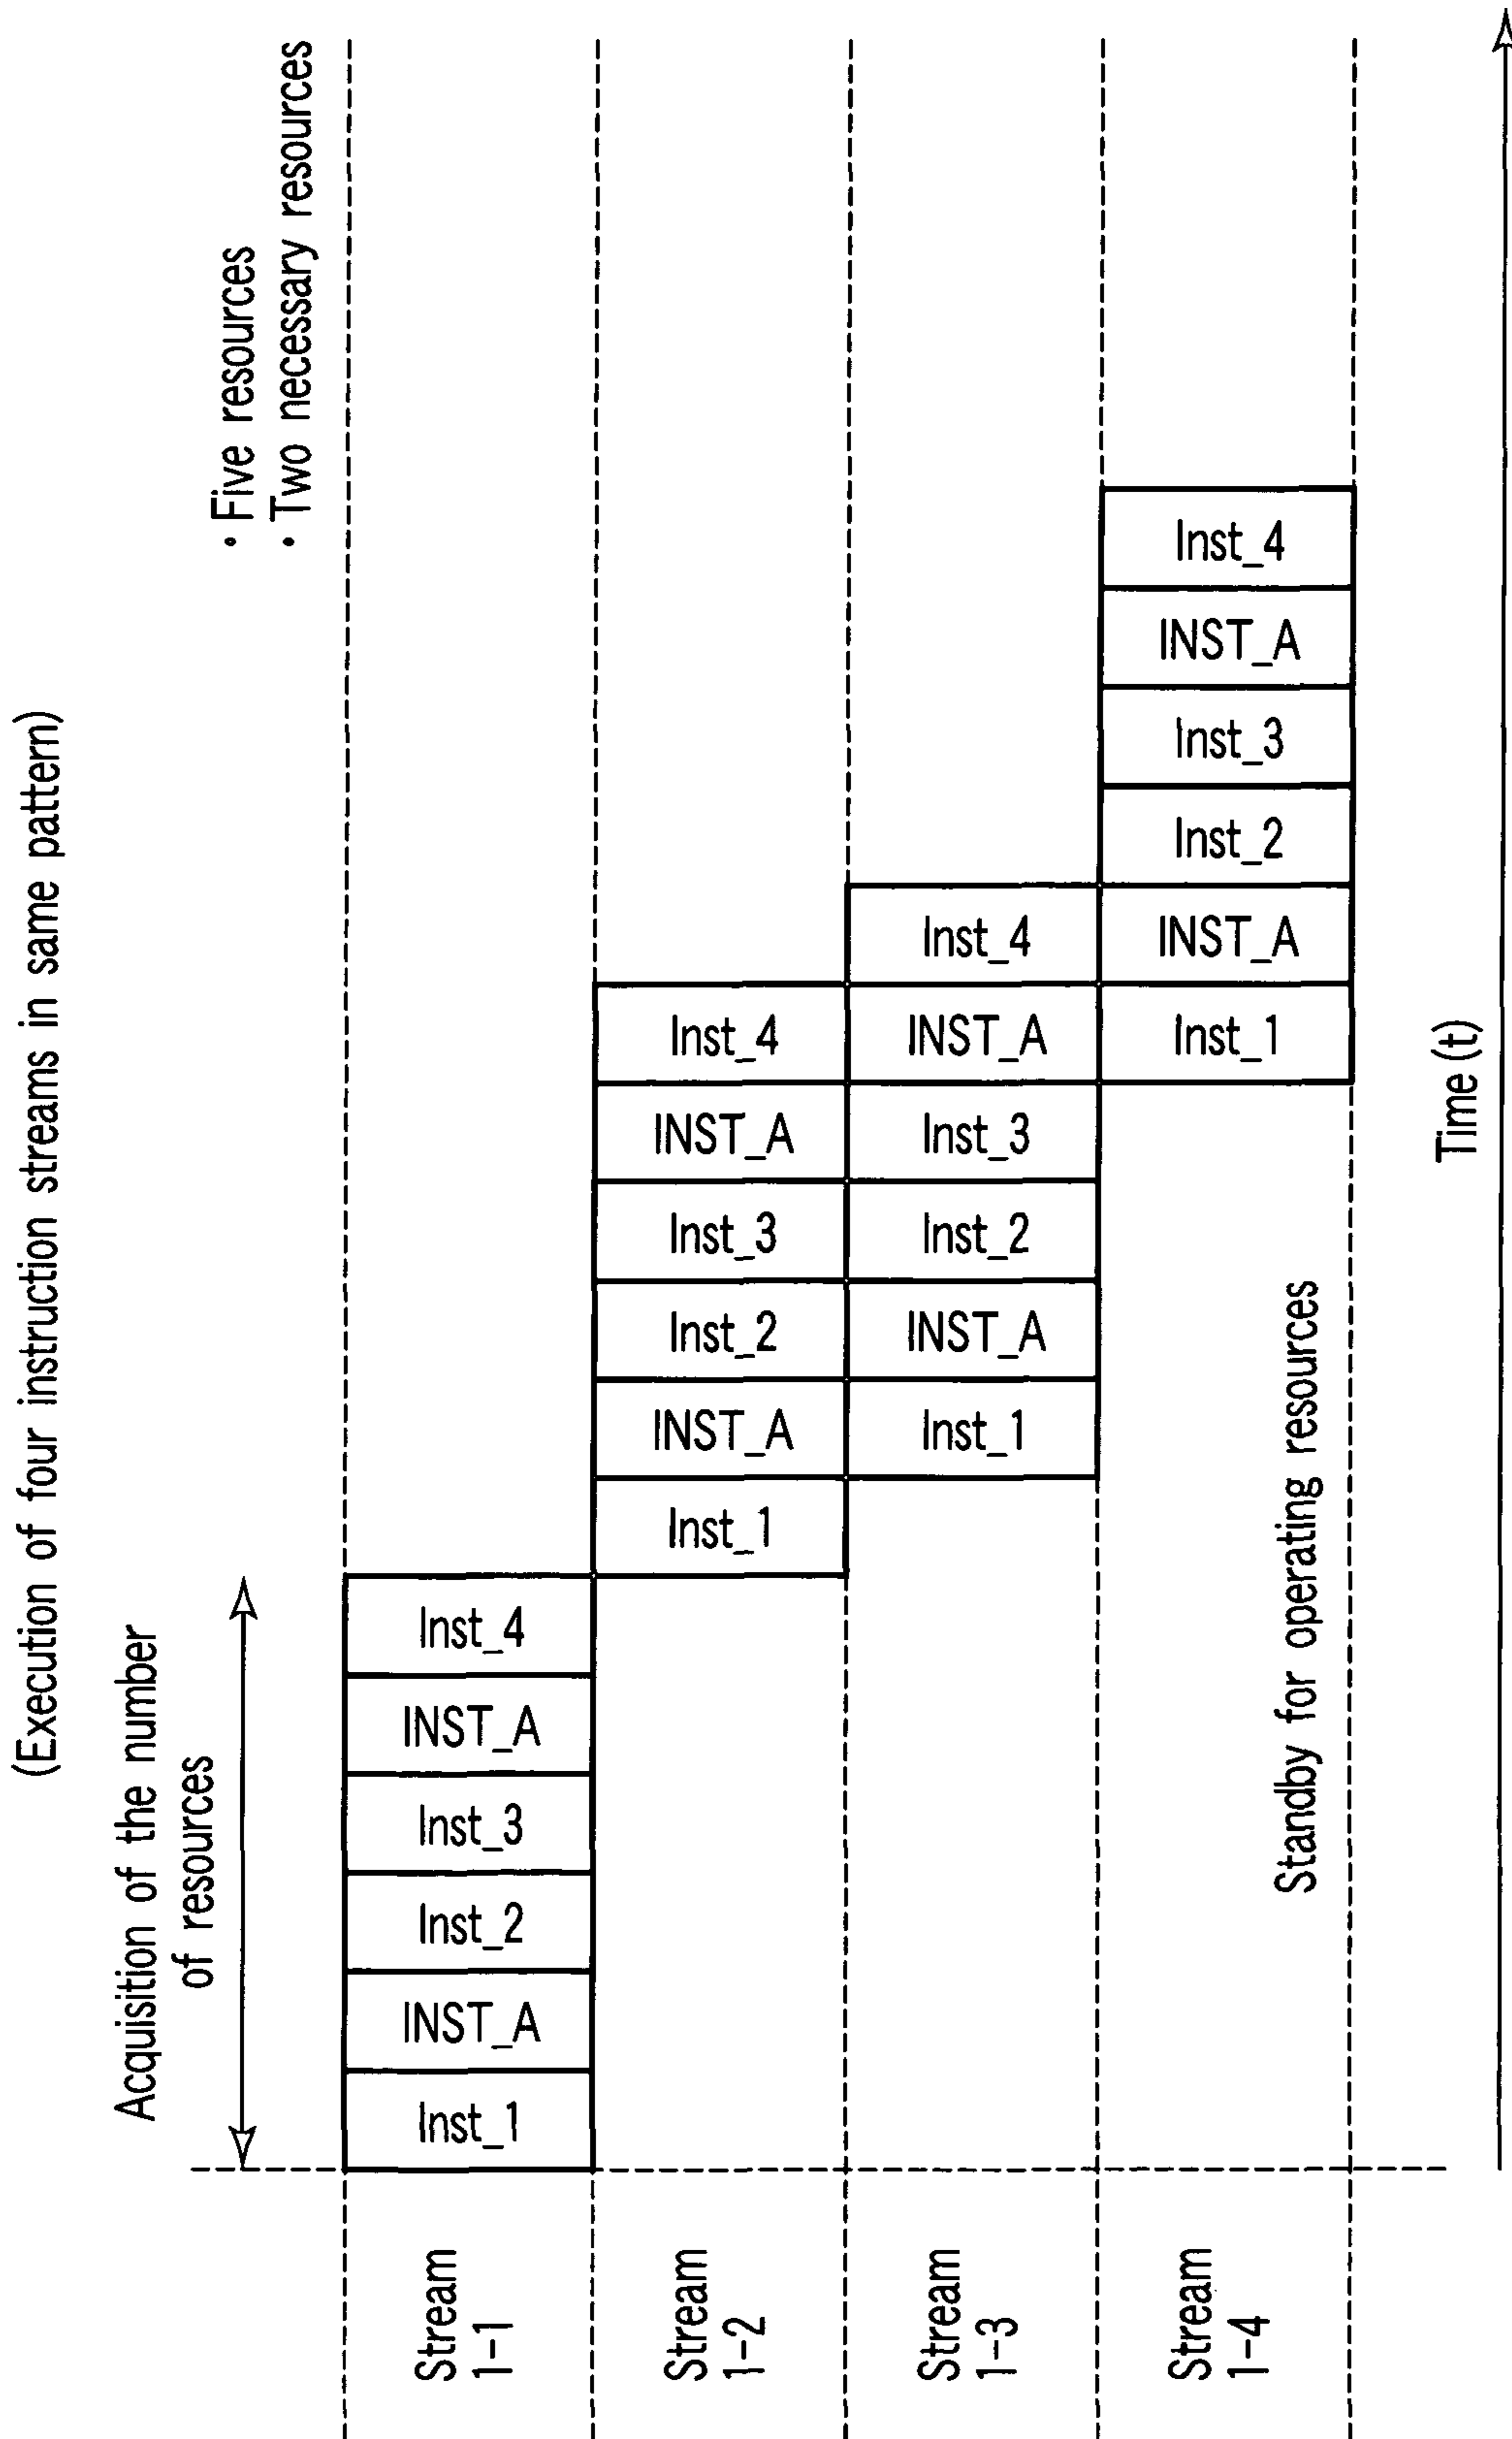 (Execution of four instruction streams in same pattern)
Acquisition of the number
of resources
· Five resources
· Two necessary resources
Stream
1-1
Inst_1
INST_A
Inst_2
Inst_3
INST_A
Inst_4
Stream
1-2
Inst_1
INST_A
Inst_2
Inst_3
INST_A
Inst_4
Stream
1-3
Inst_1
INST_A
Inst_2
Inst_3
INST_A
Inst_4
Stream
1-4
Standby for operating resources
Inst_1
INST_A
Inst_2
Inst_3
INST_A
Inst_4
Time (t)